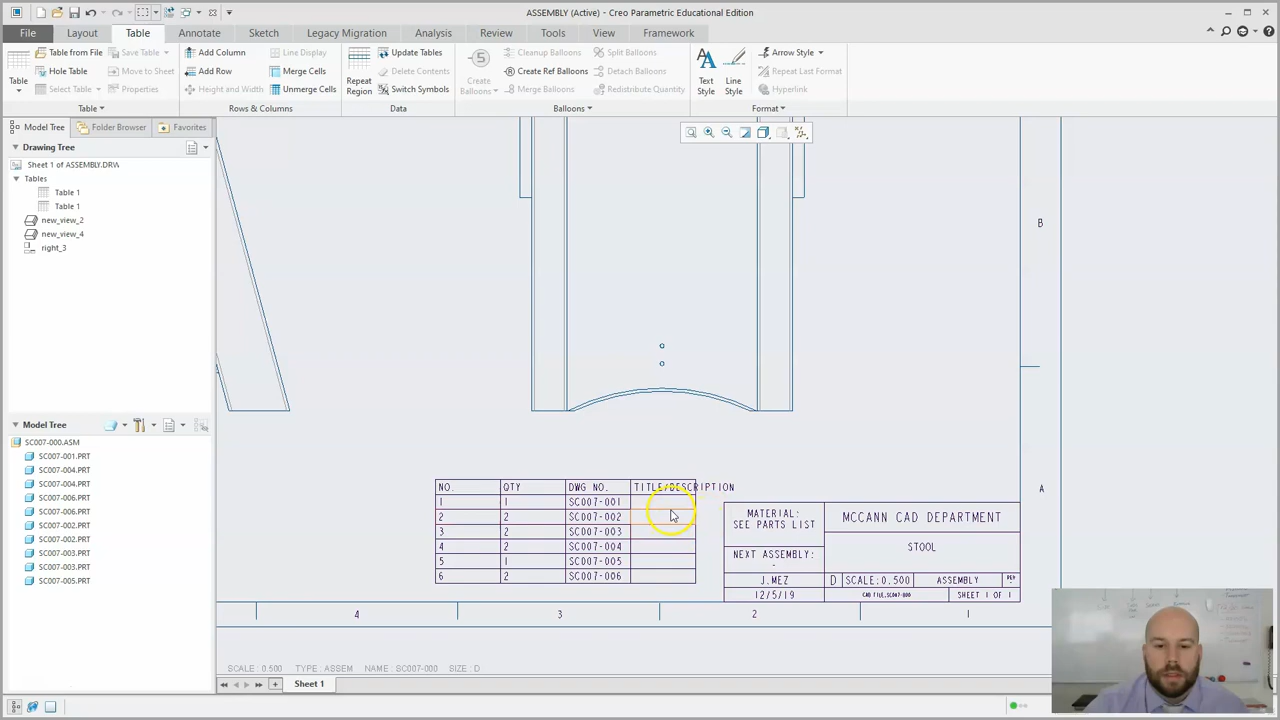 ASSEMBLY (Active) - Creo Parametric Educational Edition
File Layout Table Annotate Sketch Legacy Migration Analysis Review Tools View Framework
Table from File Save Table Add Column Line Display Update Tables Cleanup Balloons Split Balloons Arrow Style
Hole Table Move to Sheet Add Row Merge Cells Delete Contents Create Ref Balloons Detach Balloons Repeat Last Format
Select Table Properties Height and Width Unmerge Cells Switch Symbols Merge Balloons Redistribute Quantity Hyperlink
Table
Repeat Region
5
Create Balloons
Text Style
Line Style
Table Rows & Columns Data Balloons Format
Model Tree Folder Browser Favorites
Drawing Tree
Sheet 1 of ASSEMBLY.DRW
Tables
Table 1
Table 1
new_view_2
new_view_4
right_3
Model Tree
SC007-000.ASM
SC007-001.PRT
SC007-004.PRT
SC007-004.PRT
SC007-006.PRT
SC007-006.PRT
SC007-002.PRT
SC007-002.PRT
SC007-003.PRT
SC007-003.PRT
SC007-005.PRT
B
A
NO. QTY DWG NO. TITLE/DESCRIPTION
1 1 SC007-001
2 2 SC007-002
3 2 SC007-003
4 2 SC007-004
5 1 SC007-005
6 2 SC007-006
MATERIAL:
SEE PARTS LIST
MCCANN CAD DEPARTMENT
NEXT ASSEMBLY:
-
STOOL
J.MEZ D SCALE:0.500 ASSEMBLY REV
12/5/19 CAD FILE:SC007-000 SHEET 1 OF 1
4 3 2 1
SCALE : 0.500 TYPE : ASSEM NAME : SC007-000 SIZE : D
Sheet 1